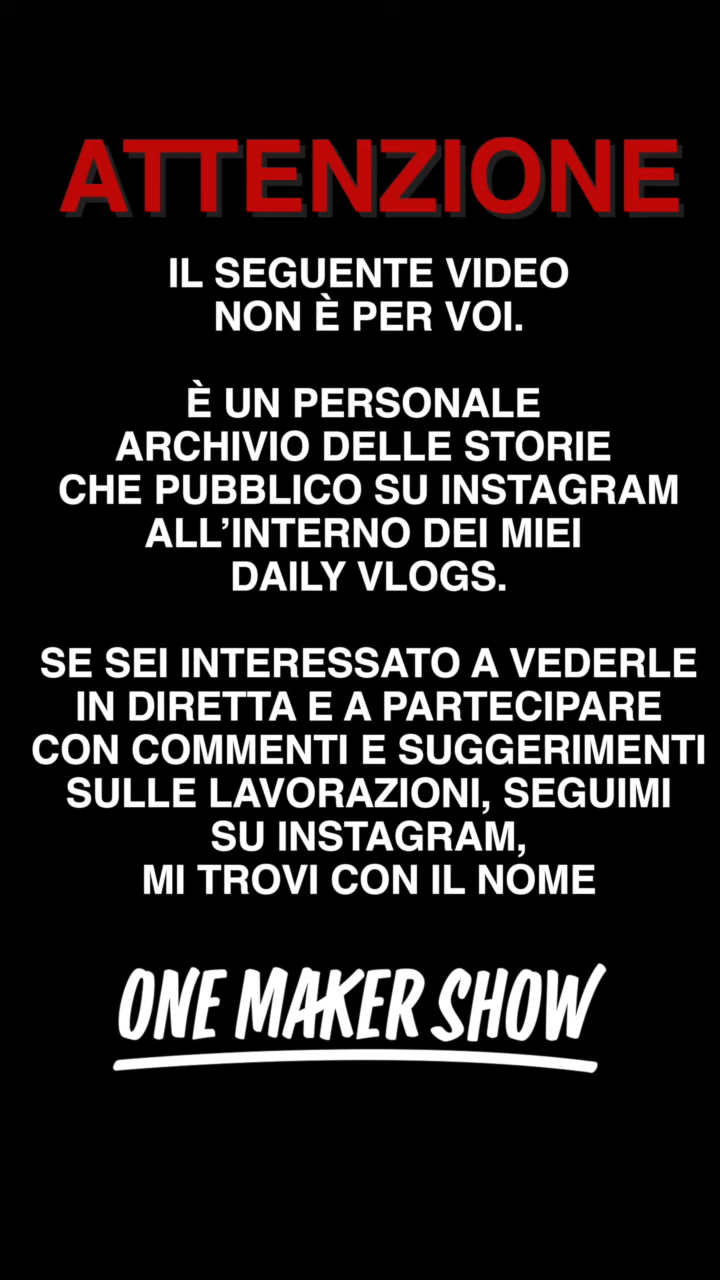 ATTENZIONE
IL SEGUENTE VIDEO
NON È PER VOI.
È UN PERSONALE
ARCHIVIO DELLE STORIE
CHE PUBBLICO SU INSTAGRAM
ALL’INTERNO DEI MIEI
DAILY VLOGS.
SE SEI INTERESSATO A VEDERLE
IN DIRETTA E A PARTECIPARE
CON COMMENTI E SUGGERIMENTI
SULLE LAVORAZIONI, SEGUIMI
SU INSTAGRAM,
MI TROVI CON IL NOME
ONE MAKER SHOW